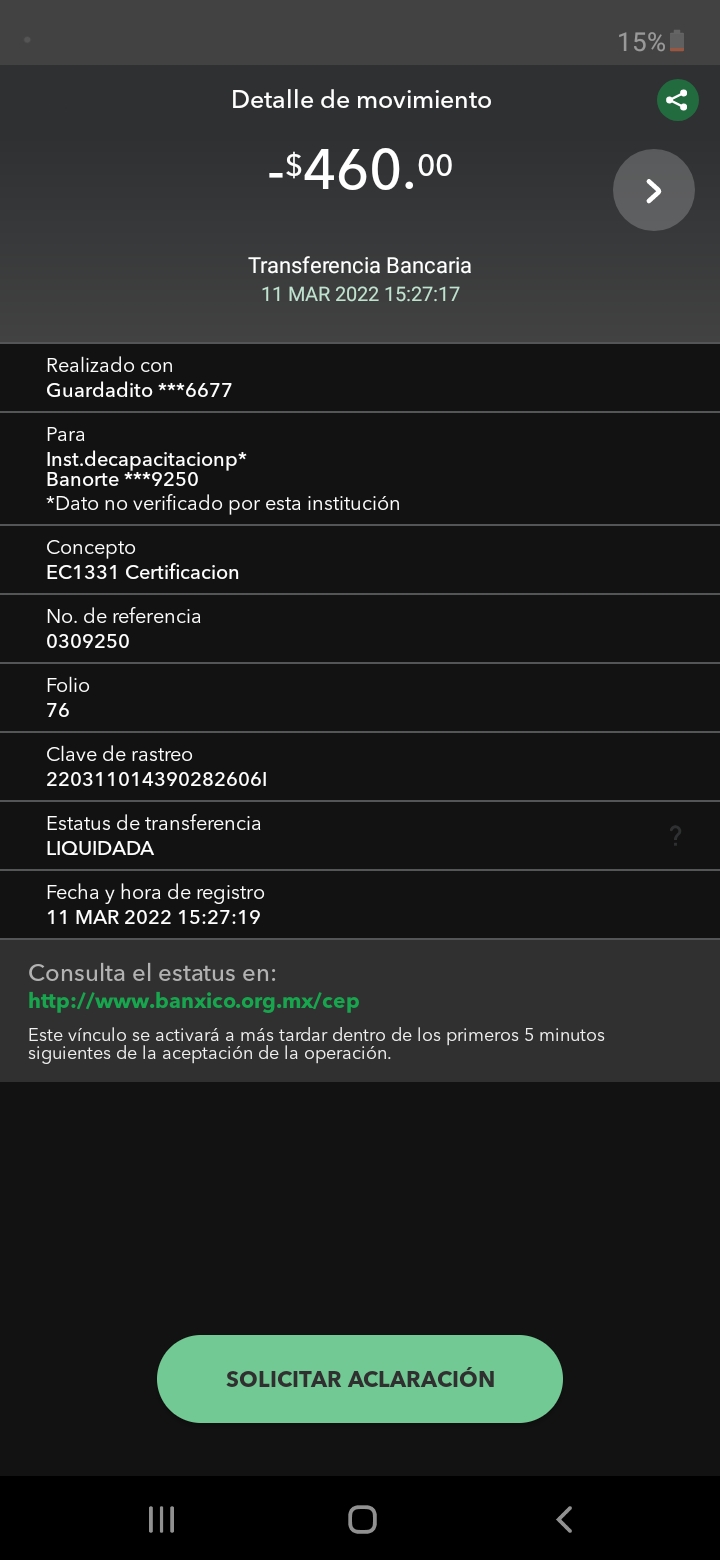 15%
Detalle de movimiento
-$460.00
Transferencia Bancaria
11 MAR 2022 15:27:17
Realizado con
Guardadito ***6677
Para
Inst.decapacitacionp*
Banorte ***9250
*Dato no verificado por esta institución
Concepto
EC1331 Certificacion
No. de referencia
0309250
Folio
76
Clave de rastreo
220311014390282606I
Estatus de transferencia
LIQUIDADA
?
Fecha y hora de registro
11 MAR 2022 15:27:19
Consulta el estatus en:
http://www.banxico.org.mx/cep
Este vínculo se activará a más tardar dentro de los primeros 5 minutos
siguientes de la aceptación de la operación.
SOLICITAR ACLARACIÓN